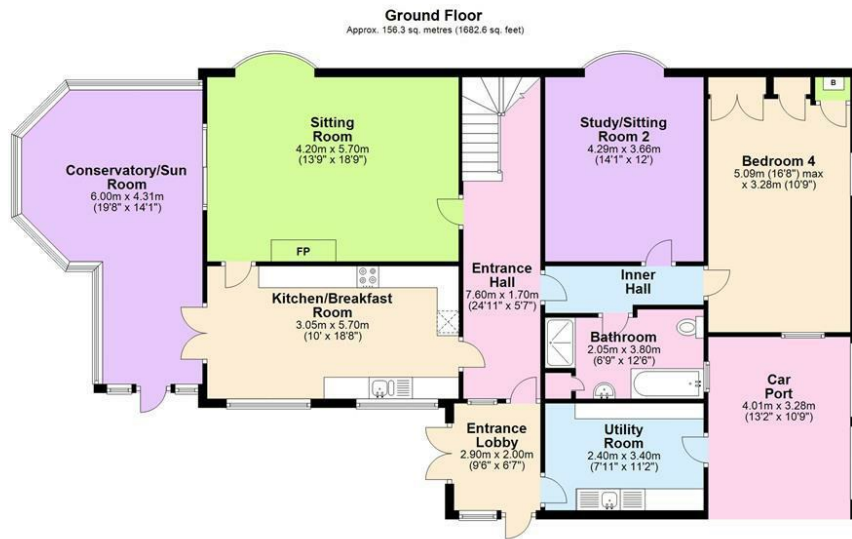 Ground Floor
Approx. 156.3 sq. metres (1682.6 sq. feet)
Conservatory/Sun
Room
6.00m x 4.31m
(19'8" x 14'1")
Sitting
Room
4.20m x 5.70m
(13'9" x 18'9")
FP
Kitchen/Breakfast
Room
3.05m x 5.70m
(10' x 18'8")
Entrance
Hall
7.60m x 1.70m
(24'11" x 5'7")
Entrance
Lobby
2.90m x 2.00m
(9'6" x 6'7")
Study/Sitting
Room 2
4.29m x 3.66m
(14'1" x 12')
Inner
Hall
Bathroom
2.05m x 3.80m
(6'9" x 12'6")
Utility
Room
2.40m x 3.40m
(7'11" x 11'2")
B
Bedroom 4
5.09m (16'8") max
x 3.28m (10'9")
Car
Port
4.01m x 3.28m
(13'2" x 10'9")